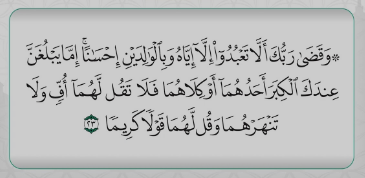 ۞وَقَضَىٰ رَبُّكَ أَلَّا تَعْبُدُوٓا۟ إِلَّآ إِيَّاهُ وَبِٱلْوَٰلِدَيْنِ إِحْسَٰنًا ۚ إِمَّا يَبْلُغَنَّ
عِندَكَ ٱلْكِبَرَ أَحَدُهُمَآ أَوْ كِلَاهُمَا فَلَا تَقُل لَّهُمَآ أُفٍّ وَلَا
تَنْهَرْهُمَا وَقُل لَّهُمَا قَوْلًا كَرِيمًا ٢٣